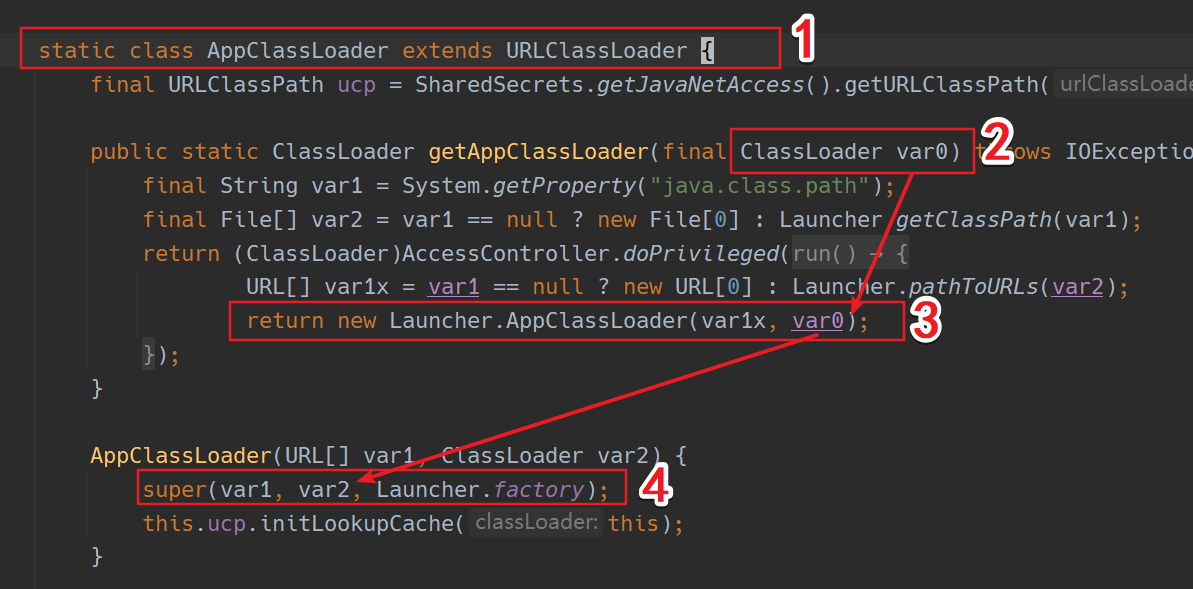 static class AppClassLoader extends URLClassLoader { 1
final URLClassPath ucp = SharedSecrets.getJavaNetAccess().getURLClassPath( urlClassLoade
public static ClassLoader getAppClassLoader(final ClassLoader var0) 2 throws IOExceptio
final String var1 = System.getProperty("java.class.path");
final File[] var2 = var1 == null ? new File[0] : Launcher.getClassPath(var1);
return (ClassLoader)AccessController.doPrivileged(run() → {
URL[] var1x = var1 == null ? new URL[0] : Launcher.pathToURLs(var2);
return new Launcher.AppClassLoader(var1x, var0); 3
});
}
AppClassLoader(URL[] var1, ClassLoader var2) {
super(var1, var2, Launcher.factory); 4
this.ucp.initLookupCache( classLoader: this);
}